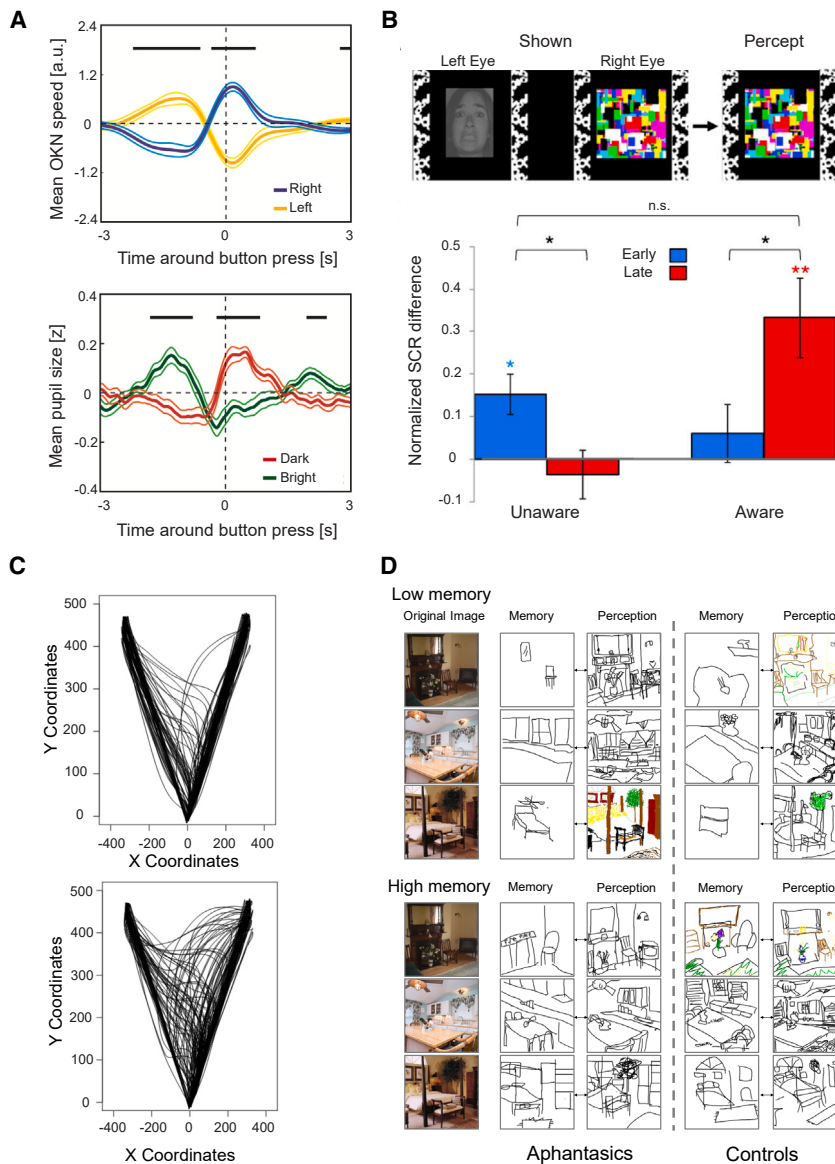 A
Mean OKN speed [a.u.]
2.4
1.2
0
-1.2
-2.4
Right
Left
-3
0
3
Time around button press [s]
Mean pupil size [z]
0.4
0.2
0
-0.2
-0.4
Dark
Bright
-3
0
3
Time around button press [s]
B
Shown
Percept
Left Eye
Right Eye
n.s.
*
*
Early
Late
*
**
Normalized SCR difference
0.5
0.4
0.3
0.2
0.1
0
-0.1
Unaware
Aware
C
Y Coordinates
500
400
300
200
100
0
-400
-200
0
200
400
X Coordinates
Y Coordinates
500
400
300
200
100
0
-400
-200
0
200
400
X Coordinates
D
Low memory
Original Image
Memory
Perception
Memory
Perceptio
High memory
Memory
Perception
Memory
Perceptio
Aphantasics
Controls